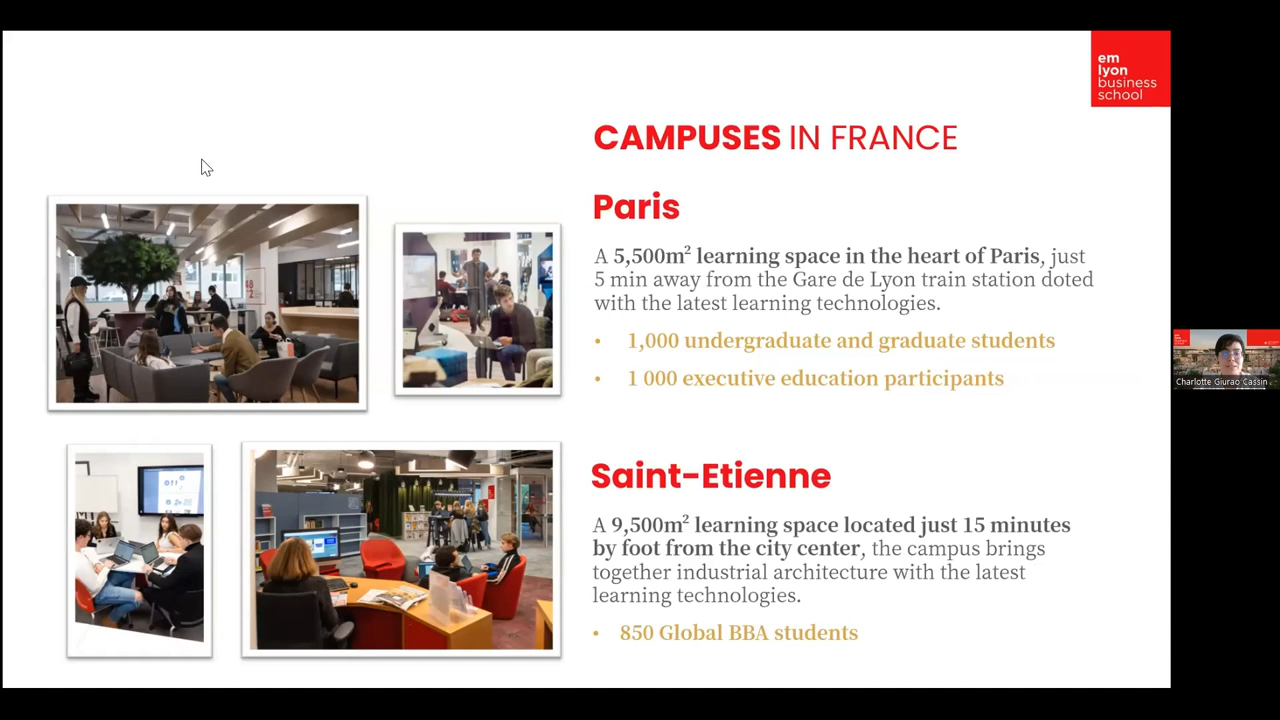 em
lyon
business
school
CAMPUSES IN FRANCE
Paris
A 5,500m² learning space in the heart of Paris, just
5 min away from the Gare de Lyon train station doted
with the latest learning technologies.
• 1,000 undergraduate and graduate students
• 1 000 executive education participants
Saint-Etienne
A 9,500m² learning space located just 15 minutes
by foot from the city center, the campus brings
together industrial architecture with the latest
learning technologies.
• 850 Global BBA students
Charlotte Giurao Cassin